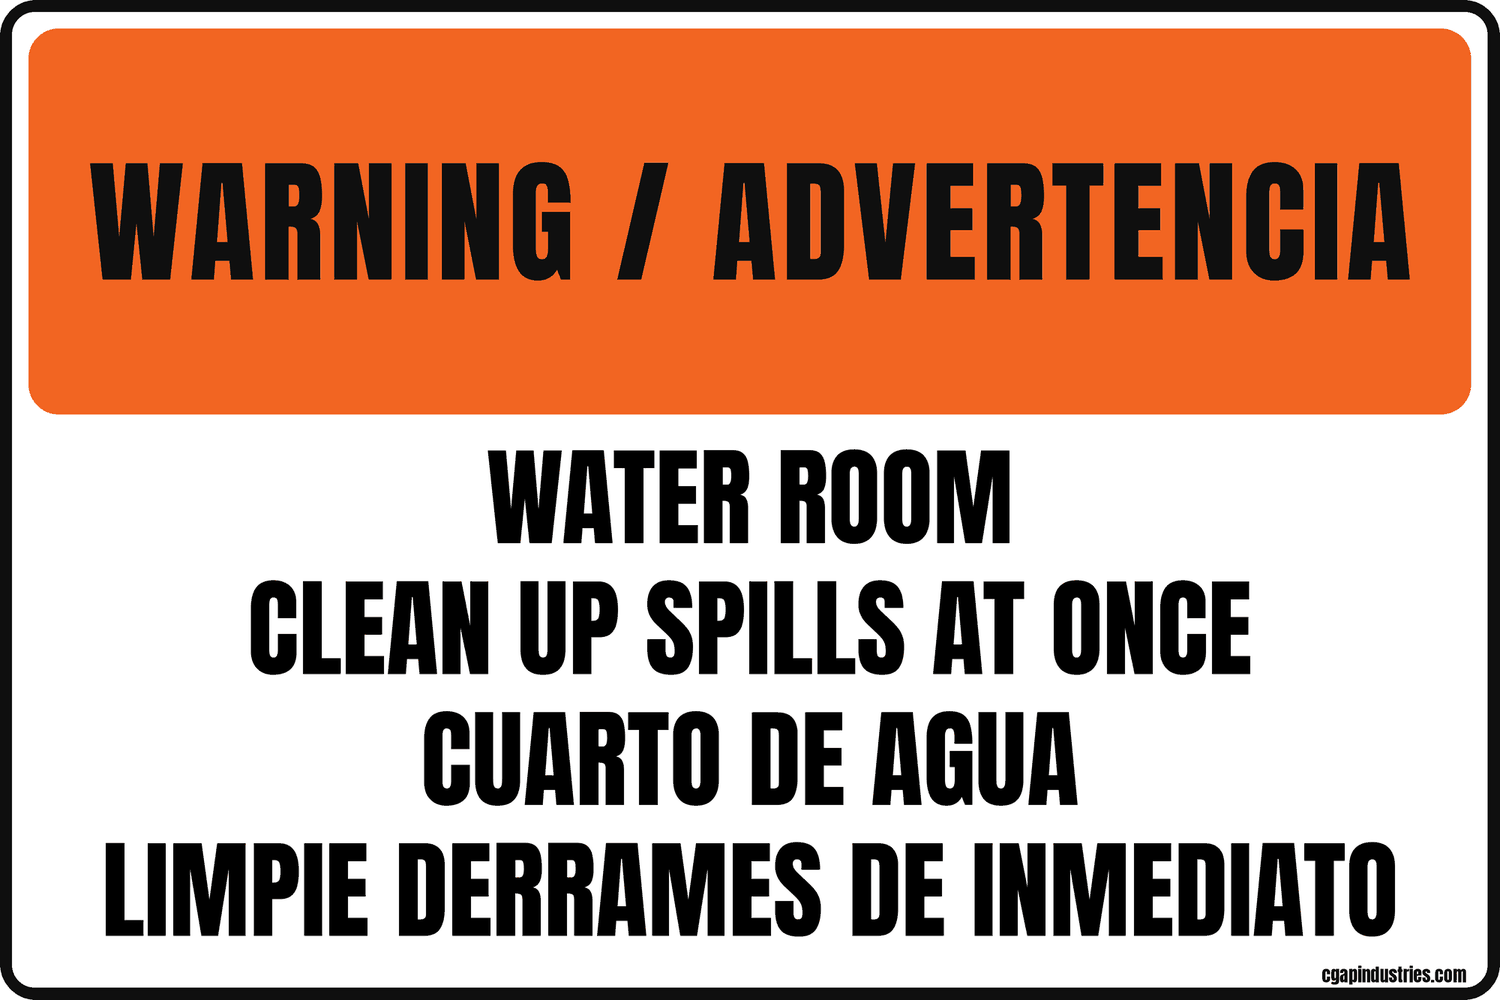 WARNING / ADVERTENCIA
WATER ROOM
CLEAN UP SPILLS AT ONCE
CUARTO DE AGUA
LIMPIE DERRAMES DE INMEDIATO
cgapindustries.com